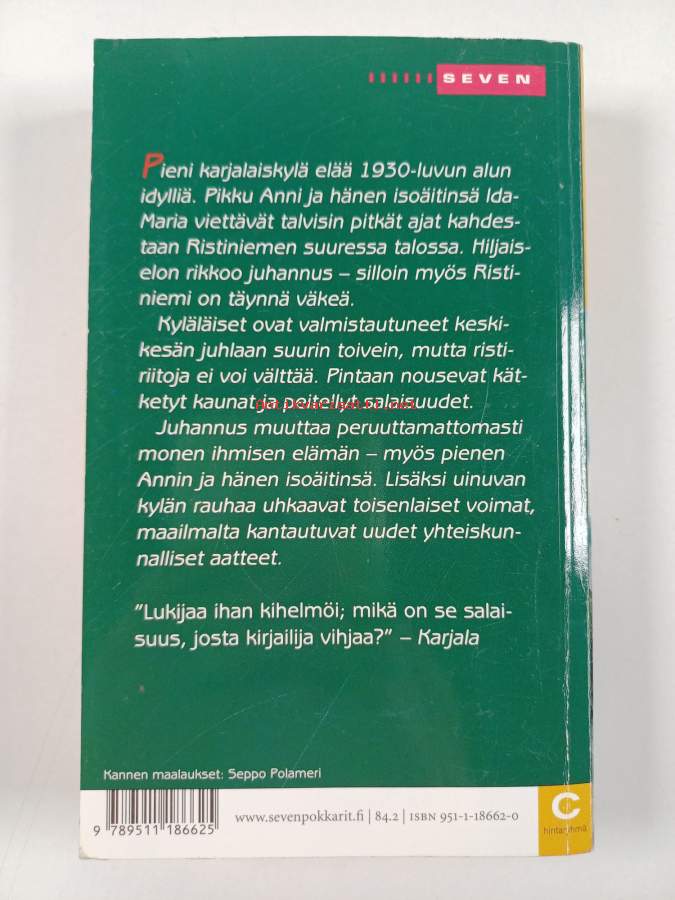 SEVEN
Pieni karjalaiskylä elää 1930-luvun alun
idylliä. Pikku Anni ja hänen isoäitinsä Ida-
Maria viettävät talvisin pitkät ajat kahdes-
taan Ristiniemen suuressa talossa. Hiljais-
elon rikkoo juhannus – silloin myös Risti-
niemi on täynnä väkeä.
Kyläläiset ovat valmistautuneet keski-
kesän juhlaan suurin toivein, mutta risti-
riitoja ei voi välttää. Pintaan nousevat kät-
ketyt kaunat ja peitellyt salaisuudet.
antikvariaatti.net
Juhannus muuttaa peruuttamattomasti
monen ihmisen elämän – myös pienen
Annin ja hänen isoäitinsä. Lisäksi uinuvan
kylän rauhaa uhkaavat toisenlaiset voimat,
maailmalta kantautuvat uudet yhteiskun-
nalliset aatteet.
”Lukijaa ihan kihelmöi; mikä on se salai-
suus, josta kirjailija vihjaa?” – Karjala
Kannen maalaukset: Seppo Polameri
www.sevenpokkarit.fi | 84.2 | ISBN 951-1-18662-0
9 789511 186625
C
hintaryhmä